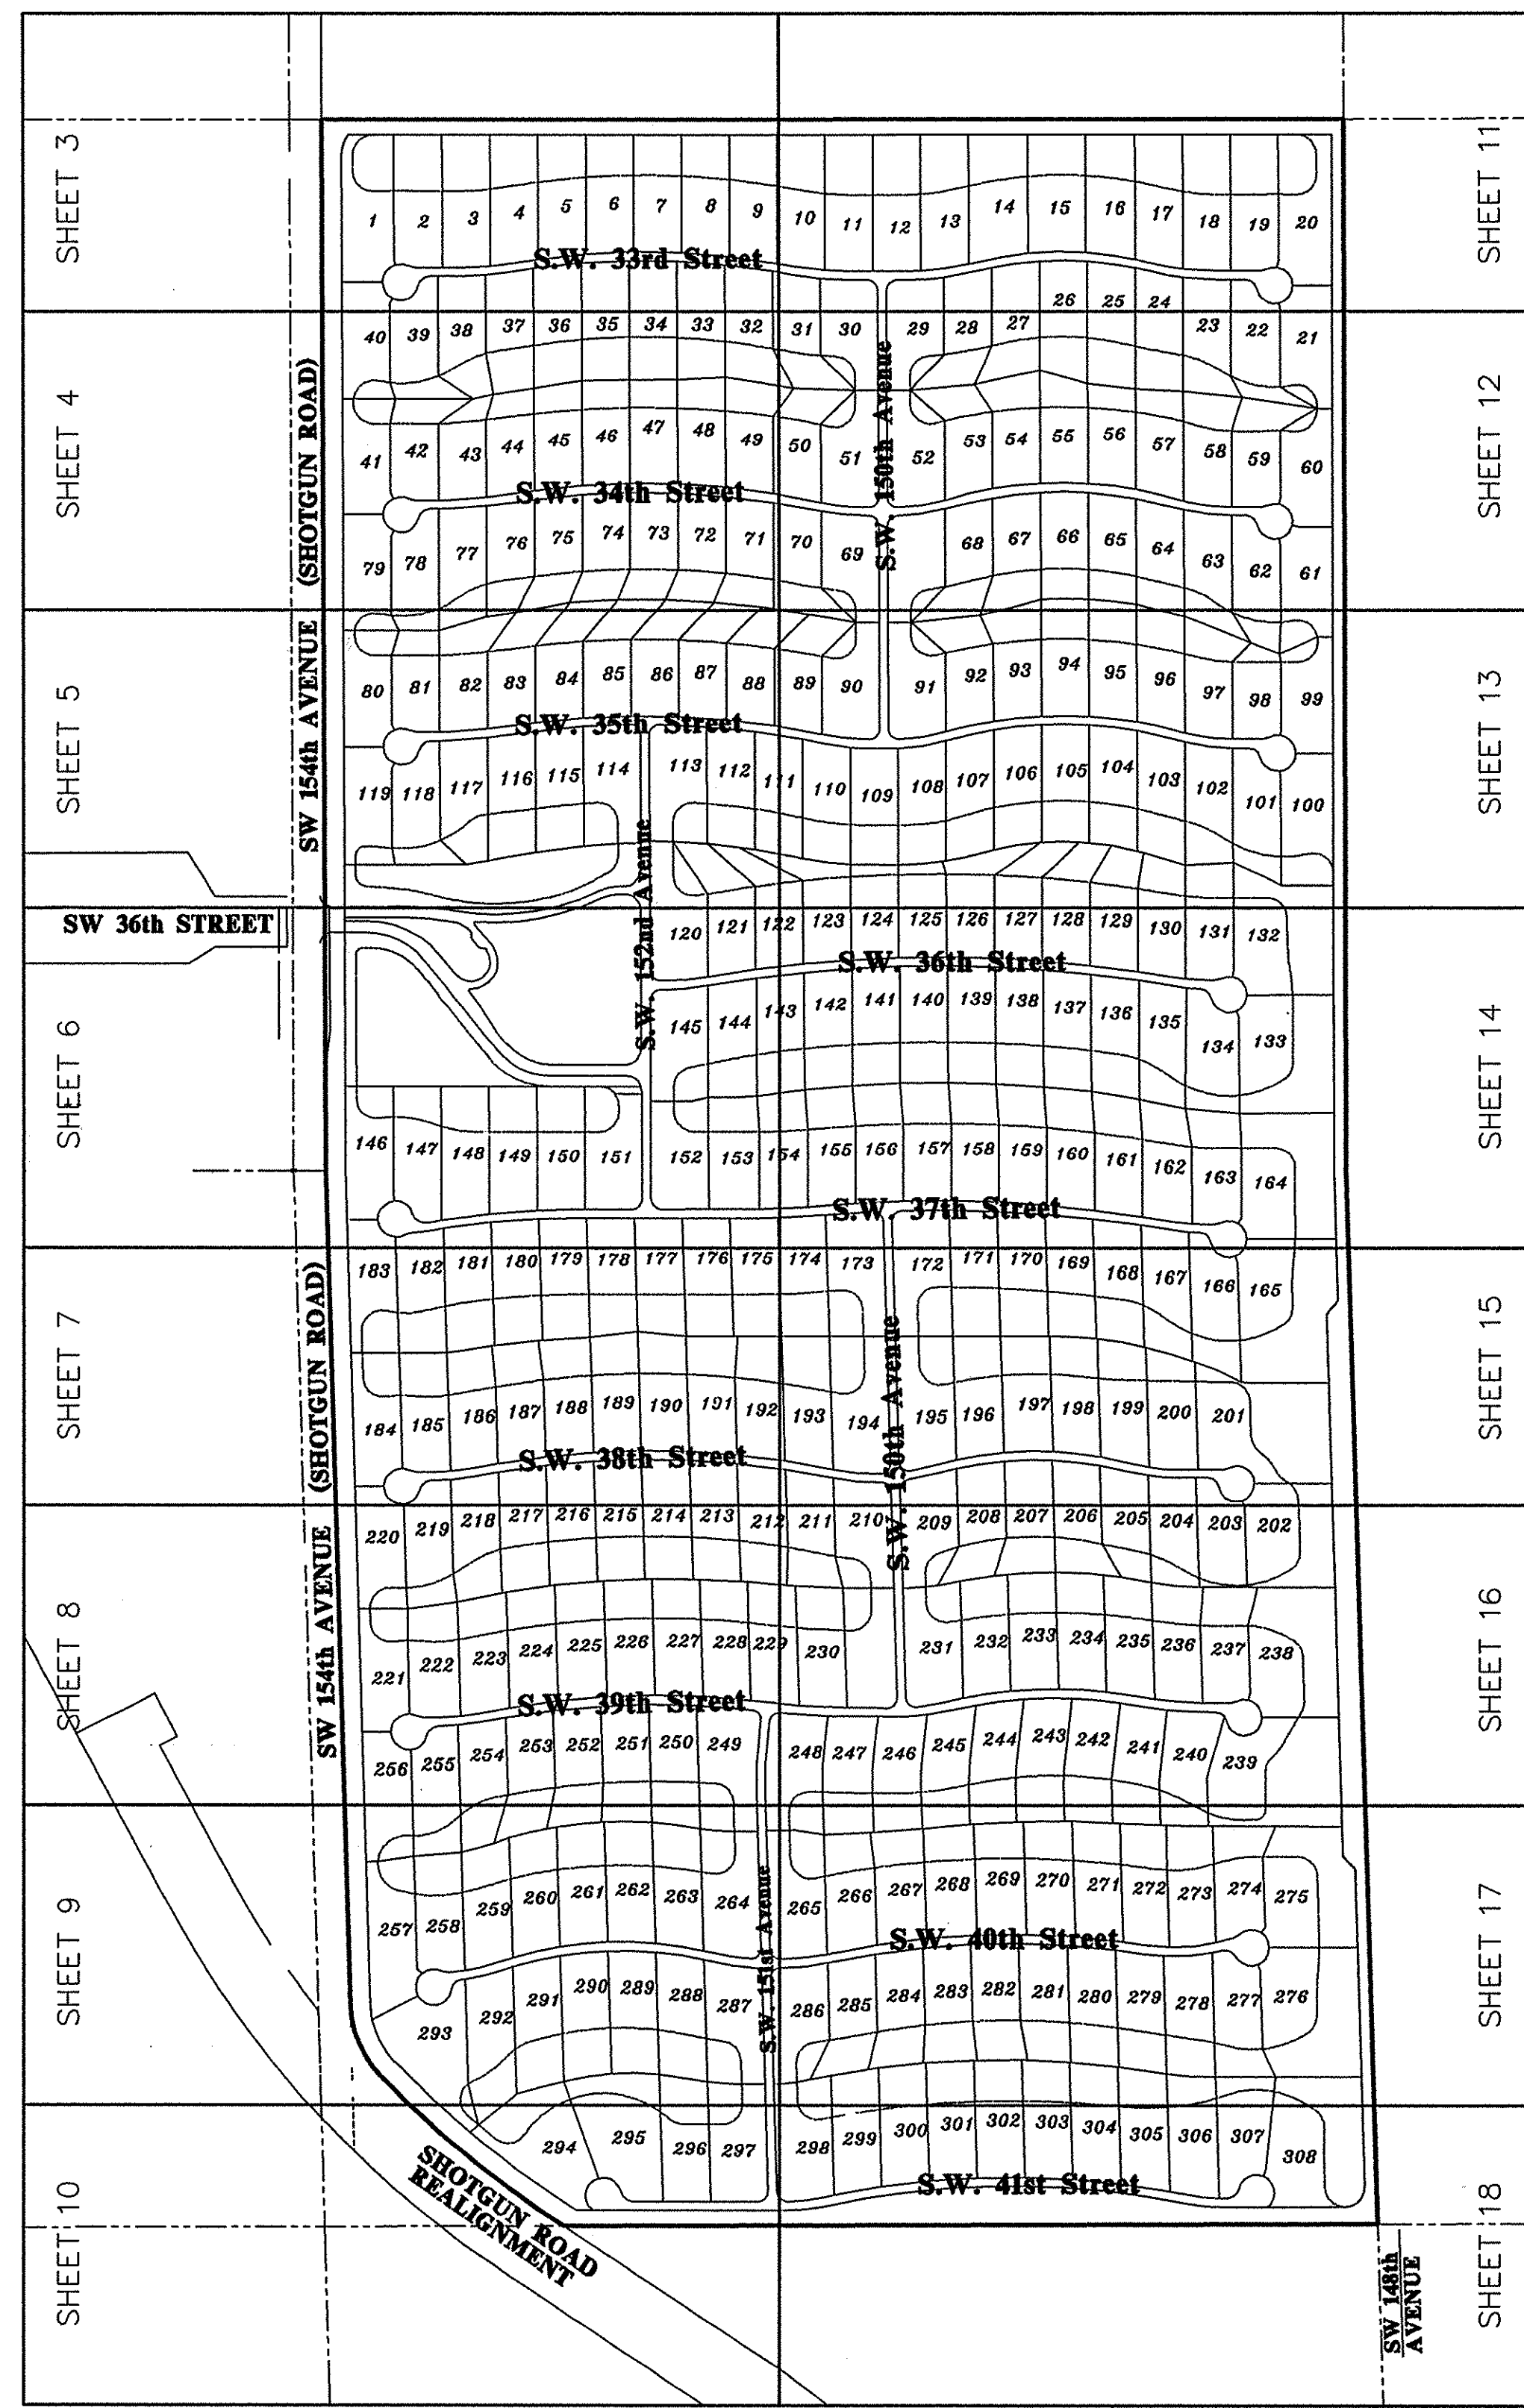 SHEET 3
SHEET 11
1 2 3 4 5 6 7 8 9 10 11 12 13 14 15 16 17 18 19 20
S.W. 33rd Street
40 39 38 37 36 35 34 33 32 31 30 29 28 27 26 25 24 23 22 21
SHEET 4
SW 154th AVENUE (SHOTGUN ROAD)
S.W. 150th Avenue
SHEET 12
41 42 43 44 45 46 47 48 49 50 51 52 53 54 55 56 57 58 59 60
S.W. 34th Street
79 78 77 76 75 74 73 72 71 70 69 68 67 66 65 64 63 62 61
SHEET 5
SHEET 13
80 81 82 83 84 85 86 87 88 89 90 91 92 93 94 95 96 97 98 99
S.W. 35th Street
119 118 117 116 115 114 113 112 111 110 109 108 107 106 105 104 103 102 101 100
S.W. 152nd Avenue
SW 36th STREET
120 121 122 123 124 125 126 127 128 129 130 131 132
S.W. 36th Street
SHEET 6
SHEET 14
145 144 143 142 141 140 139 138 137 136 135 134 133
146 147 148 149 150 151 152 153 154 155 156 157 158 159 160 161 162 163 164
S.W. 37th Street
183 182 181 180 179 178 177 176 175 174 173 172 171 170 169 168 167 166 165
SHEET 7
SW 154th AVENUE (SHOTGUN ROAD)
S.W. 150th Avenue
SHEET 15
184 185 186 187 188 189 190 191 192 193 194 195 196 197 198 199 200 201
S.W. 38th Street
220 219 218 217 216 215 214 213 212 211 210 209 208 207 206 205 204 203 202
SHEET 8
SHEET 16
221 222 223 224 225 226 227 228 229 230 231 232 233 234 235 236 237 238
S.W. 39th Street
256 255 254 253 252 251 250 249 248 247 246 245 244 243 242 241 240 239
SHEET 9
S.W. 151st Avenue
SHEET 17
257 258 259 260 261 262 263 264 265 266 267 268 269 270 271 272 273 274 275
S.W. 40th Street
293 292 291 290 289 288 287 286 285 284 283 282 281 280 279 278 277 276
294 295 296 297 298 299 300 301 302 303 304 305 306 307 308
S.W. 41st Street
SHEET 10
SHOTGUN ROAD
REALIGNMENT
SW 148th
AVENUE
SHEET 18